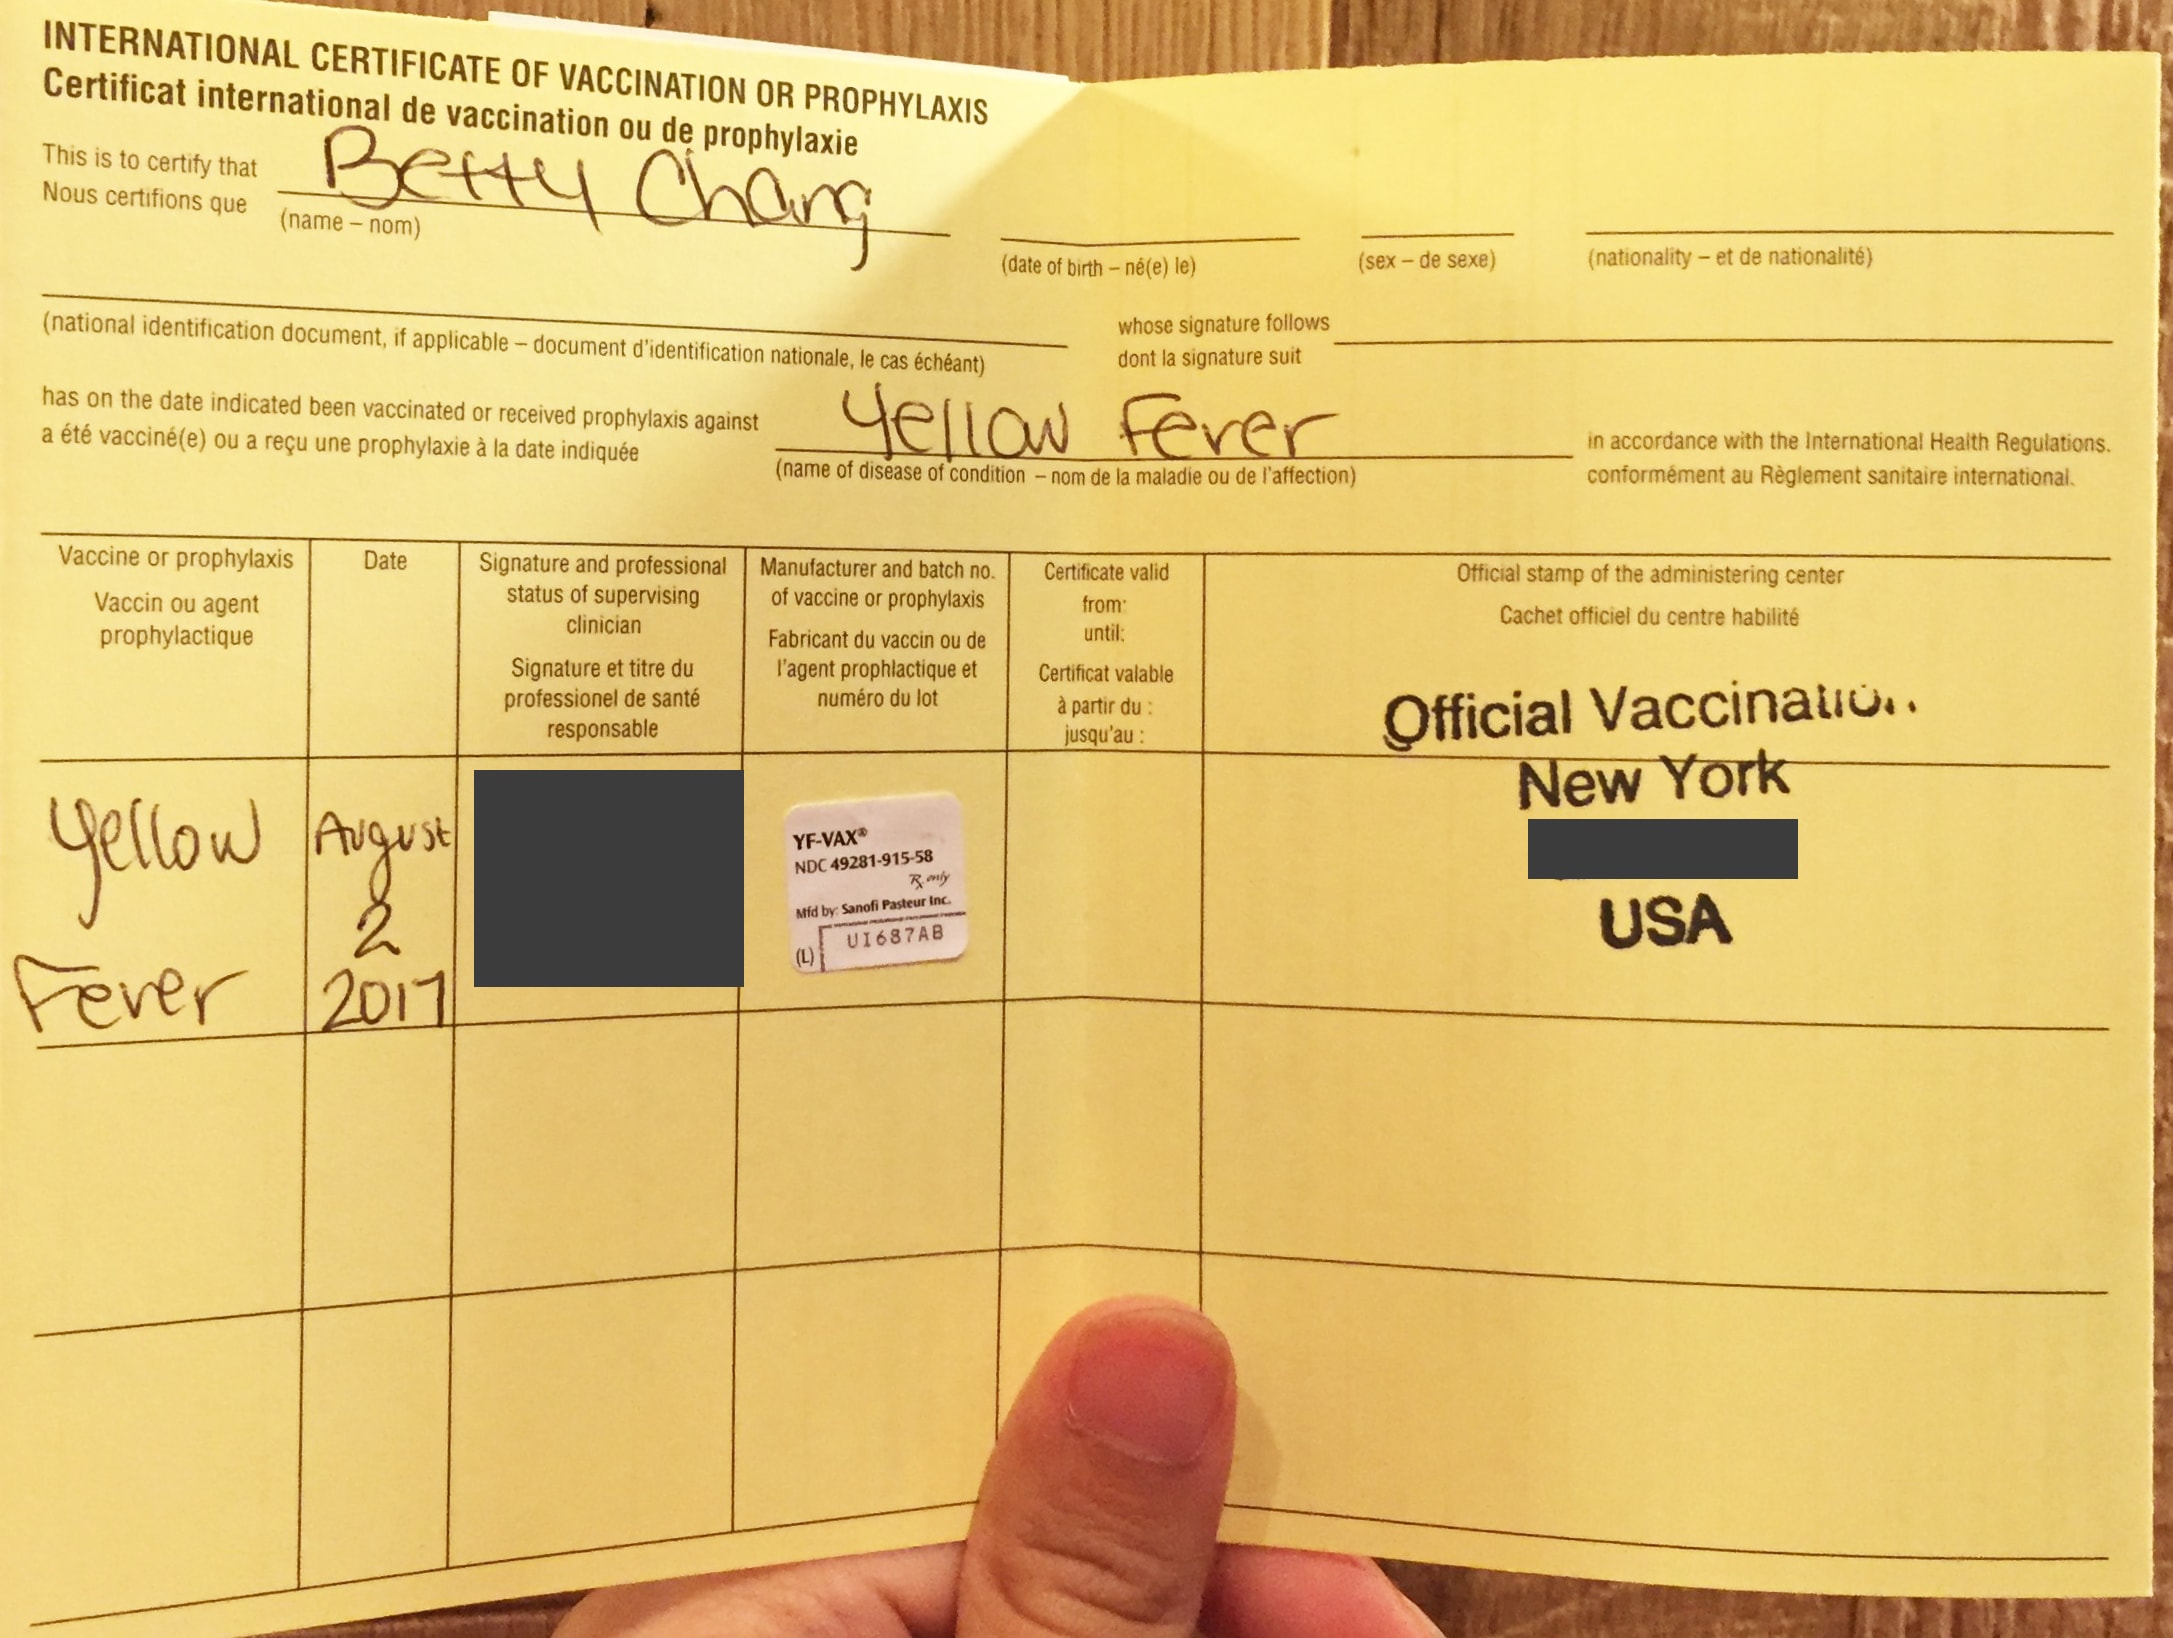 INTERNATIONAL CERTIFICATE OF VACCINATION OR PROPHYLAXIS
Certificat international de vaccination ou de prophylaxie
This is to certify that
Nous certifions que
Betty Chang
(name – nom)
(date of birth – né(e) le)
(sex – de sexe)
(nationality – et de nationalité)
(national identification document, if applicable – document d'identification nationale, le cas échéant)
whose signature follows
dont la signature suit
has on the date indicated been vaccinated or received prophylaxis against
a été vacciné(e) ou a reçu une prophylaxie à la date indiquée
Yellow Fever
(name of disease of condition – nom de la maladie ou de l'affection)
in accordance with the International Health Regulations.
conformément au Règlement sanitaire international.
Vaccine or prophylaxis
Vaccin ou agent
prophylactique
Date
Signature and professional
status of supervising
clinician
Signature et titre du
professionel de santé
responsable
Manufacturer and batch no.
of vaccine or prophylaxis
Fabricant du vaccin ou de
l'agent prophlactique et
numéro du lot
Certificate valid
from:
until:
Certificat valable
à partir du :
jusqu'au :
Official stamp of the administering center
Cachet officiel du centre habilité
Official Vaccination
New York
USA
Yellow
Fever
August
2
2017
YF-VAX®
NDC 49281-915-58
Rx only
Mfd by: Sanofi Pasteur Inc.
(L) UI687AB